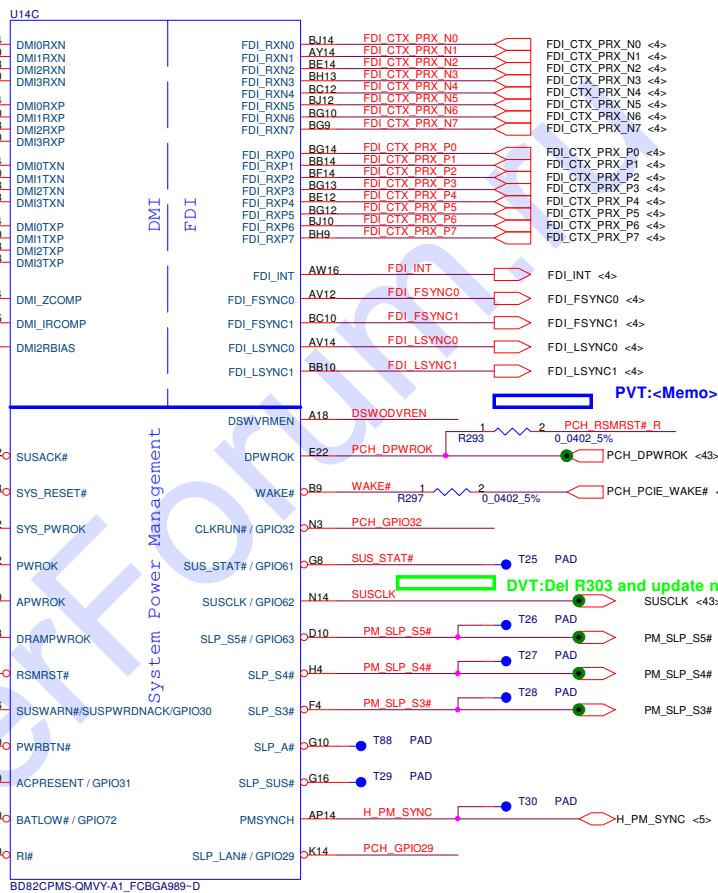 U14C
DMI0RXN FDI_RXN0 BJ14 FDI_CTX_PRX_N0 FDI_CTX_PRX_N0 <4>
DMI1RXN FDI_RXN1 AY14 FDI_CTX_PRX_N1 FDI_CTX_PRX_N1 <4>
DMI2RXN FDI_RXN2 BE14 FDI_CTX_PRX_N2 FDI_CTX_PRX_N2 <4>
DMI3RXN FDI_RXN3 BH13 FDI_CTX_PRX_N3 FDI_CTX_PRX_N3 <4>
FDI_RXN4 BC12 FDI_CTX_PRX_N4 FDI_CTX_PRX_N4 <4>
DMI0RXP FDI_RXN5 BJ12 FDI_CTX_PRX_N5 FDI_CTX_PRX_N5 <4>
DMI1RXP FDI_RXN6 BG10 FDI_CTX_PRX_N6 FDI_CTX_PRX_N6 <4>
DMI2RXP FDI_RXN7 BG9 FDI_CTX_PRX_N7 FDI_CTX_PRX_N7 <4>
DMI3RXP
FDI_RXP0 BG14 FDI_CTX_PRX_P0 FDI_CTX_PRX_P0 <4>
DMI0TXN FDI_RXP1 BB14 FDI_CTX_PRX_P1 FDI_CTX_PRX_P1 <4>
DMI1TXN FDI_RXP2 BF14 FDI_CTX_PRX_P2 FDI_CTX_PRX_P2 <4>
DMI2TXN FDI_RXP3 BG13 FDI_CTX_PRX_P3 FDI_CTX_PRX_P3 <4>
DMI3TXN FDI_RXP4 BE12 FDI_CTX_PRX_P4 FDI_CTX_PRX_P4 <4>
FDI_RXP5 BG12 FDI_CTX_PRX_P5 FDI_CTX_PRX_P5 <4>
DMI0TXP FDI_RXP6 BJ10 FDI_CTX_PRX_P6 FDI_CTX_PRX_P6 <4>
DMI1TXP FDI_RXP7 BH9 FDI_CTX_PRX_P7 FDI_CTX_PRX_P7 <4>
DMI2TXP
DMI3TXP
DMI
FDI
FDI_INT AW16 FDI_INT FDI_INT <4>
DMI_ZCOMP FDI_FSYNC0 AV12 FDI_FSYNC0 FDI_FSYNC0 <4>
DMI_IRCOMP FDI_FSYNC1 BC10 FDI_FSYNC1 FDI_FSYNC1 <4>
DMI2RBIAS FDI_LSYNC0 AV14 FDI_LSYNC0 FDI_LSYNC0 <4>
FDI_LSYNC1 BB10 FDI_LSYNC1 FDI_LSYNC1 <4>
PVT:<Memo>
DSWVRMEN A18 DSWODVREN
R293 1 2 0_0402_5% PCH_RSMRST#_R
SUSACK# DPWROK E22 PCH_DPWROK PCH_DPWROK <43>
SYS_RESET# WAKE# B9 WAKE# R297 1 2 0_0402_5% PCH_PCIE_WAKE# <
SYS_PWROK CLKRUN# / GPIO32 N3 PCH_GPIO32
PWROK SUS_STAT# / GPIO61 G8 SUS_STAT# T25 PAD
DVT:Del R303 and update n
APWROK SUSCLK / GPIO62 N14 SUSCLK SUSCLK <43>
T26 PAD
DRAMPWROK SLP_S5# / GPIO63 D10 PM_SLP_S5# PM_SLP_S5#
T27 PAD
RSMRST# SLP_S4# H4 PM_SLP_S4# PM_SLP_S4#
T28 PAD
SUSWARN#/SUSPWRDNACK/GPIO30 SLP_S3# F4 PM_SLP_S3# PM_SLP_S3#
System Power Management
PWRBTN# SLP_A# G10 T88 PAD
ACPRESENT / GPIO31 SLP_SUS# G16 T29 PAD
T30 PAD
BATLOW# / GPIO72 PMSYNCH AP14 H_PM_SYNC H_PM_SYNC <5>
RI# SLP_LAN# / GPIO29 K14 PCH_GPIO29
BD82CPMS-QMVY-A1_FCBGA989~D
erForum.ru